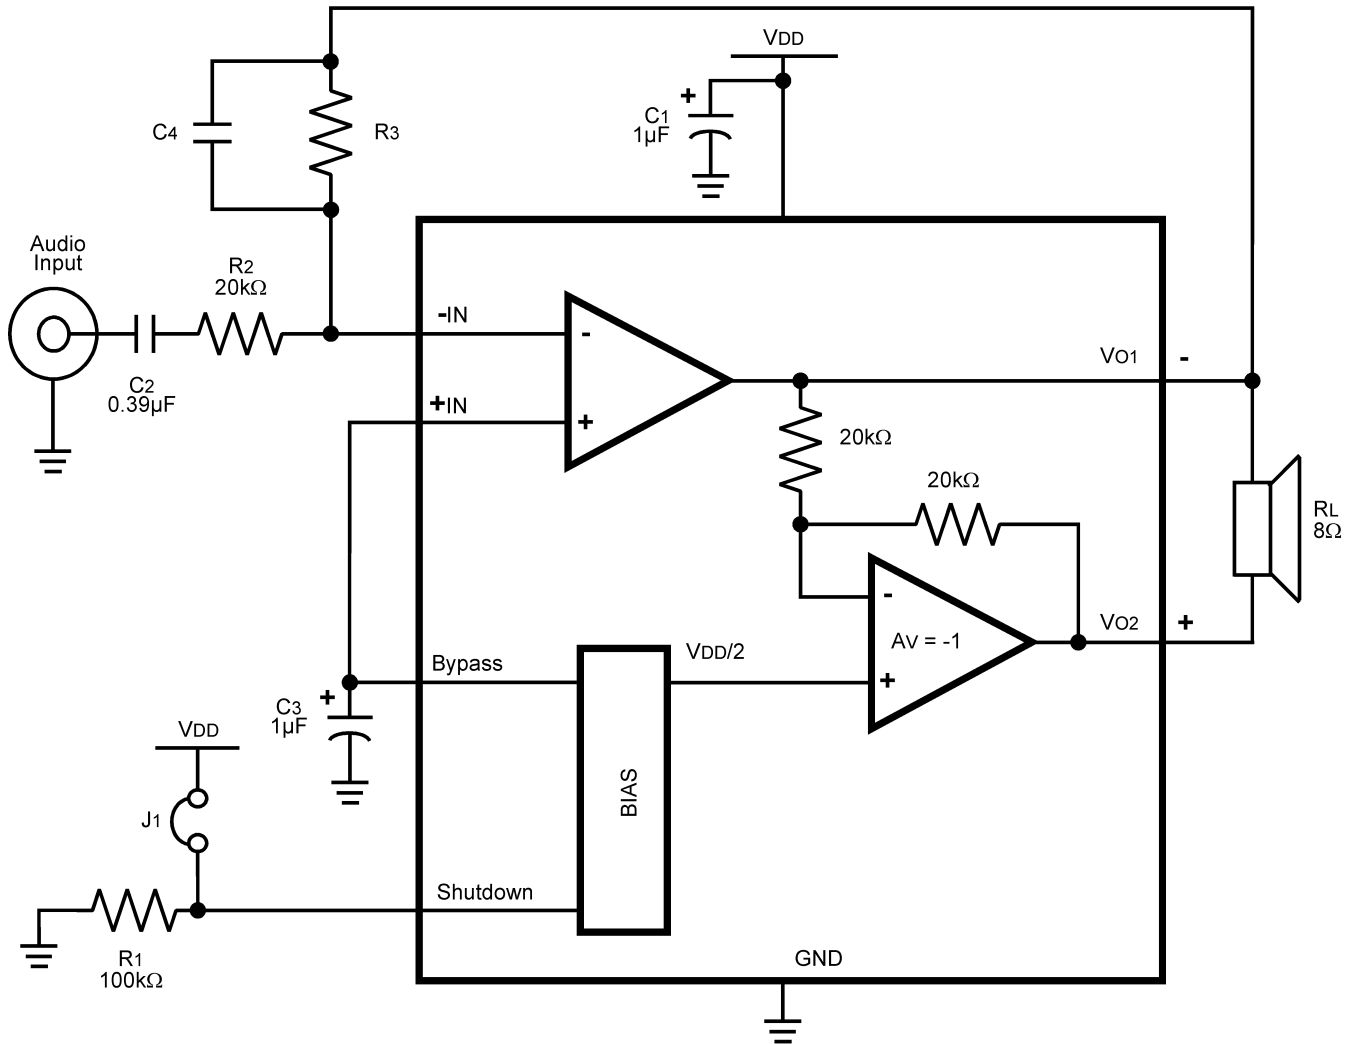 VDD
C1
1µF
+
C4
R3
Audio
Input
R2
20kΩ
C2
0.39µF
-IN
+IN
-
+
VO1
-
20kΩ
20kΩ
RL
8Ω
-
AV = -1
+
VO2
+
Bypass
VDD/2
+
C3
1µF
VDD
J1
BIAS
Shutdown
R1
100kΩ
GND